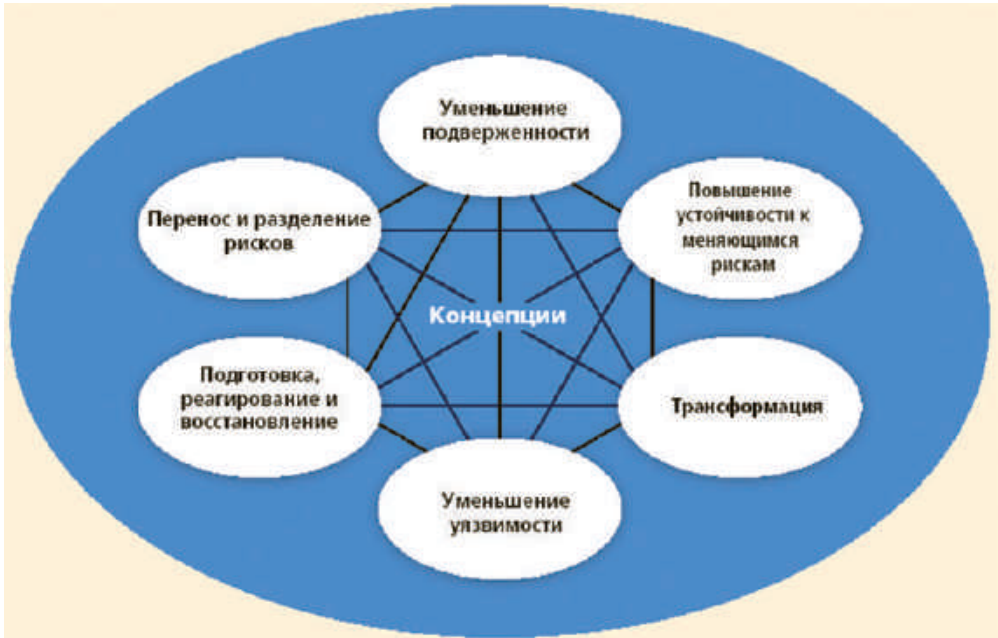 Уменьшение
подверженности
Повышение
устойчивости к
меняющимся
рискам
Перенос и разделение
рисков
Концепции
Подготовка,
реагирование и
восстановление
Трансформация
Уменьшение
уязвимости